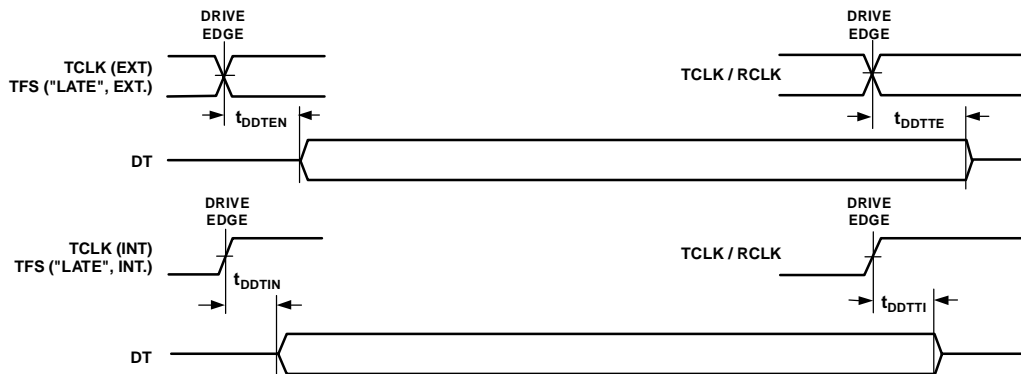 DRIVE
EDGE
DRIVE
EDGE
TCLK (EXT)
TFS ("LATE", EXT.)
TCLK / RCLK
tDDTEN
tDDTTE
DT
DRIVE
EDGE
DRIVE
EDGE
TCLK (INT)
TFS ("LATE", INT.)
TCLK / RCLK
tDDTIN
tDDTTI
DT